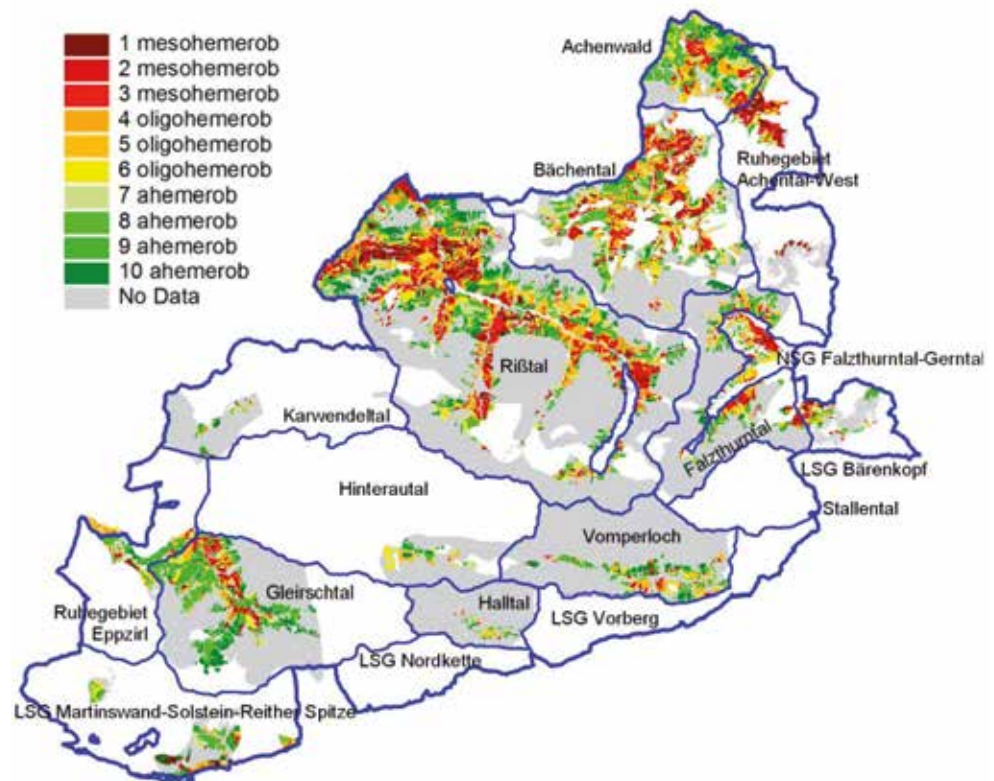 1 mesohemerob
2 mesohemerob
3 mesohemerob
4 oligohemerob
5 oligohemerob
6 oligohemerob
7 ahemerob
8 ahemerob
9 ahemerob
10 ahemerob
No Data
Achenwald
Bächental
Ruhegebiet
Achental-West
NSG Falzthurntal-Gerntal
Rißtal
Karwendeltal
Falzthurntal
LSG Bärenkopf
Hinterautal
Stallental
Vomperloch
Gleirschtal
Halltal
Ruhegebiet
Eppzirl
LSG Vorberg
LSG Nordkette
LSG Martinswand-Solstein-Reither Spitze